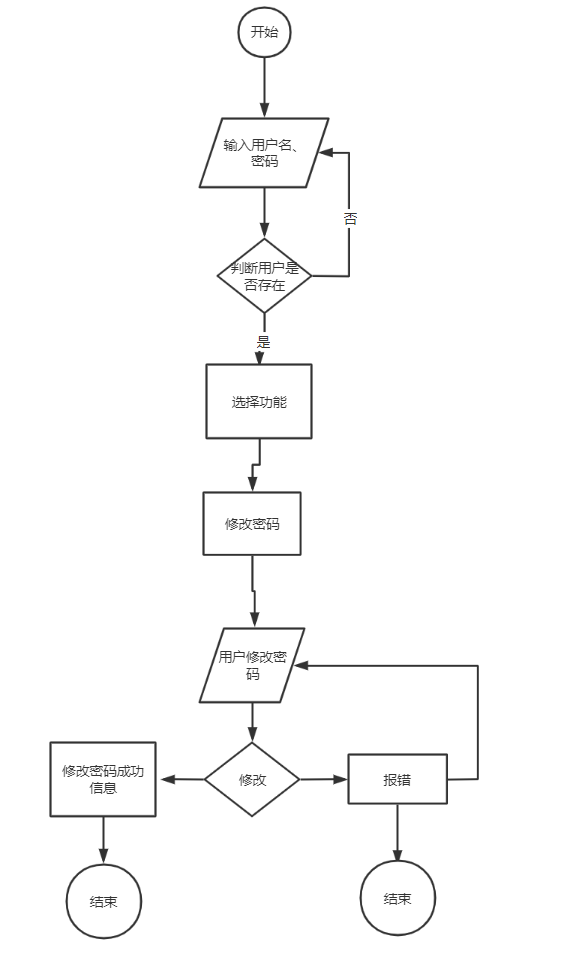 开始
输入用户名、
密码
否
判断用户是
否存在
是
选择功能
修改密码
用户修改密
码
修改密码成功
信息
修改
报错
结束
结束